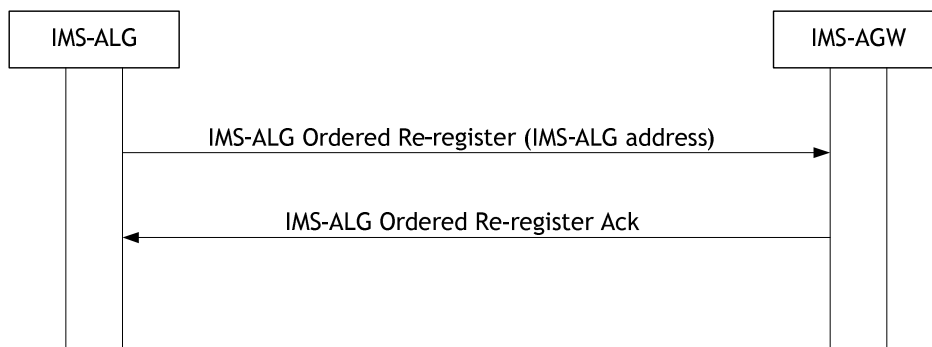 IMS-ALG
IMS-AGW
IMS-ALG Ordered Re-register (IMS-ALG address)
IMS-ALG Ordered Re-register Ack